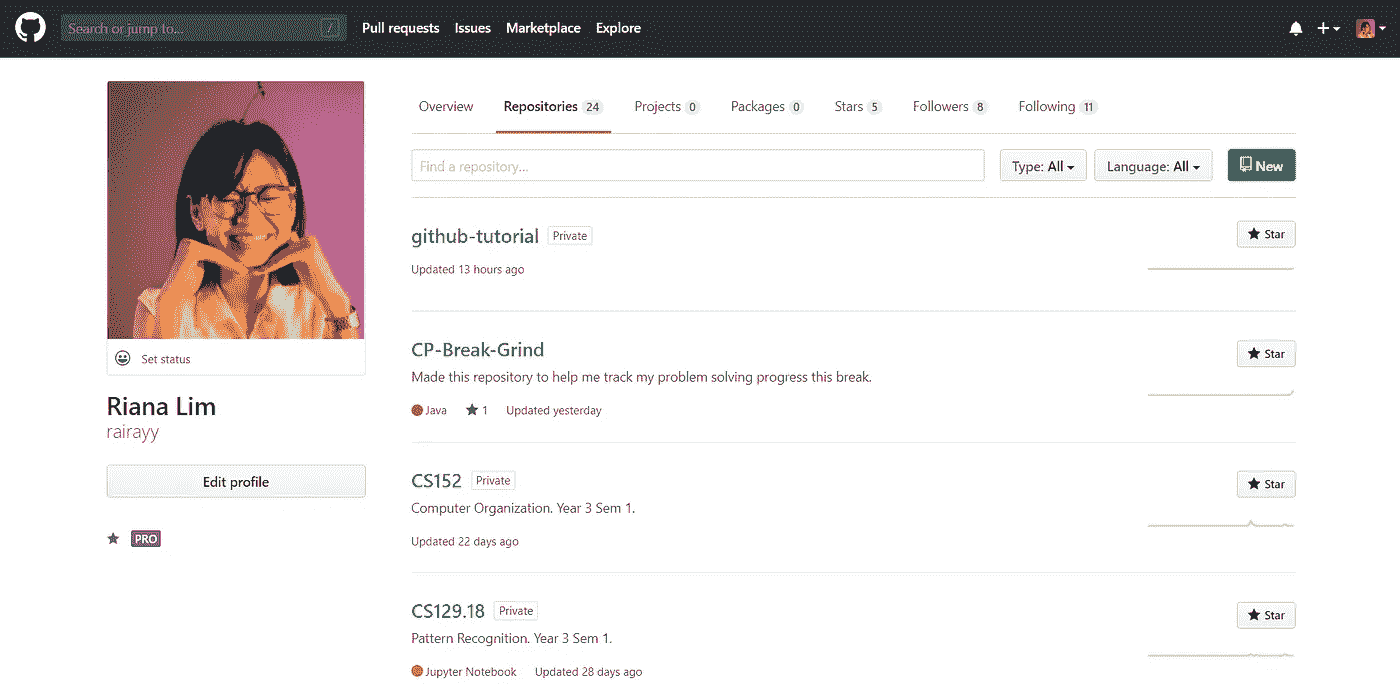 Search or jump to... /
Pull requests Issues Marketplace Explore
Overview Repositories 24 Projects 0 Packages 0 Stars 5 Followers 8 Following 11
Find a repository... Type: All Language: All New
github-tutorial Private Star
Updated 13 hours ago
CP-Break-Grind Star
Made this repository to help me track my problem solving progress this break.
Java 1 Updated yesterday
CS152 Private Star
Computer Organization. Year 3 Sem 1.
Updated 22 days ago
CS129.18 Private Star
Pattern Recognition. Year 3 Sem 1.
Jupyter Notebook Updated 28 days ago
Set status
Riana Lim
rairayy
Edit profile
PRO